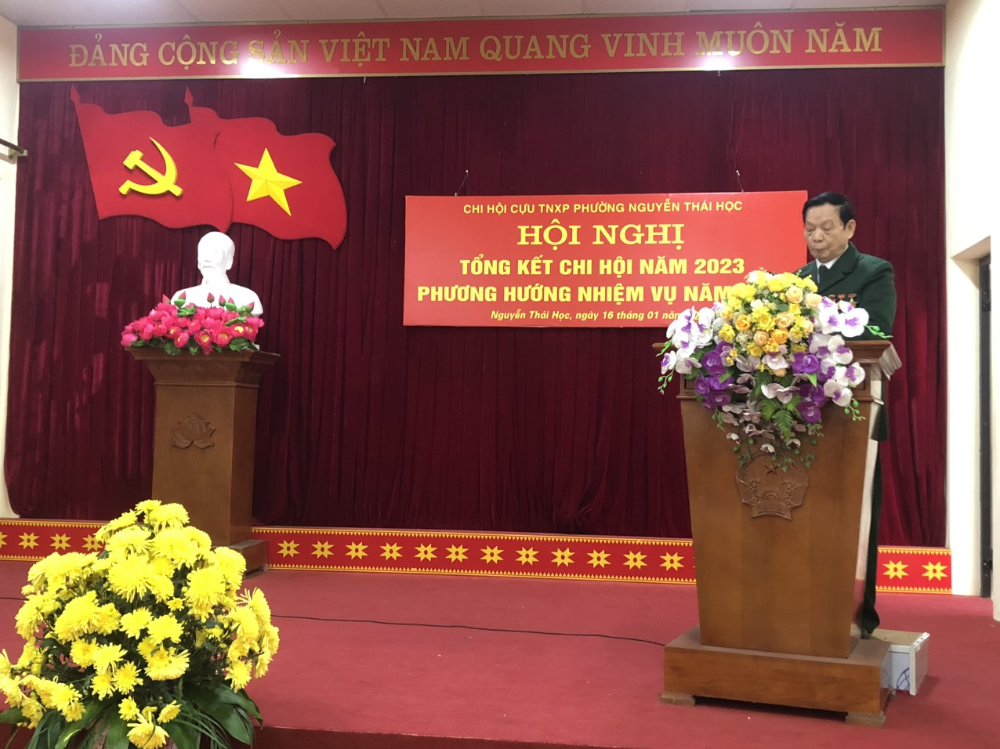 ĐẢNG CỘNG SẢN VIỆT NAM QUANG VINH MUÔN NĂM
CHI HỘI CỰU TNXP PHƯỜNG NGUYỄN THÁI HỌC
HỘI NGHỊ
TỔNG KẾT CHI HỘI NĂM 2023
PHƯƠNG HƯỚNG NHIỆM VỤ NĂM
Nguyễn Thái Học, ngày 16 tháng 01 năm